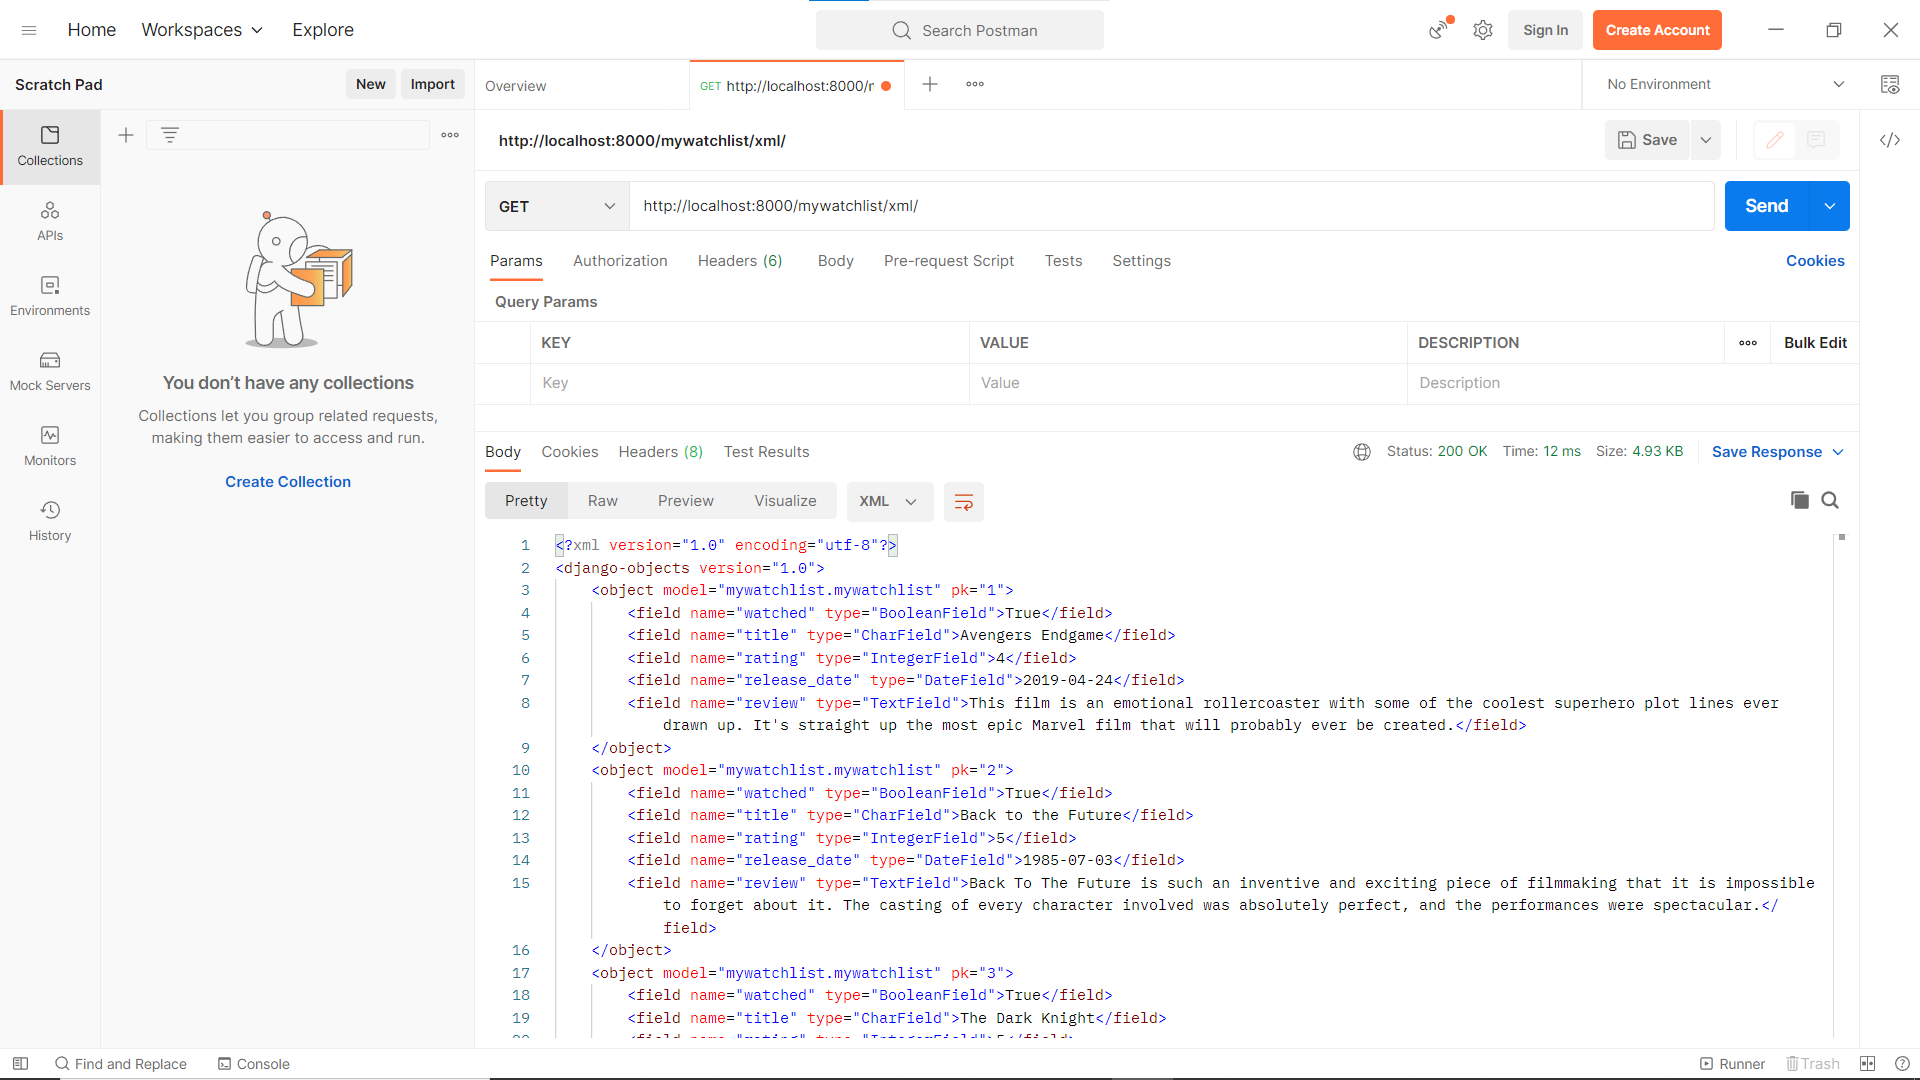 Home Workspaces Explore Search Postman Sign In Create Account
Scratch Pad New Import Overview GET http://localhost:8000/m No Environment
http://localhost:8000/mywatchlist/xml/ Save
Collections
APIs
Environments
Mock Servers
Monitors
History
You don’t have any collections
Collections let you group related requests,
making them easier to access and run.
Create Collection
GET http://localhost:8000/mywatchlist/xml/ Send
Params Authorization Headers (6) Body Pre-request Script Tests Settings Cookies
Query Params
KEY VALUE DESCRIPTION Bulk Edit
Key Value Description
Body Cookies Headers (8) Test Results Status: 200 OK Time: 12 ms Size: 4.93 KB Save Response
Pretty Raw Preview Visualize XML
1 <?xml version="1.0" encoding="utf-8"?>
2 <django-objects version="1.0">
3 <object model="mywatchlist.mywatchlist" pk="1">
4 <field name="watched" type="BooleanField">True</field>
5 <field name="title" type="CharField">Avengers Endgame</field>
6 <field name="rating" type="IntegerField">4</field>
7 <field name="release_date" type="DateField">2019-04-24</field>
8 <field name="review" type="TextField">This film is an emotional rollercoaster with some of the coolest superhero plot lines ever
drawn up. It's straight up the most epic Marvel film that will probably ever be created.</field>
9 </object>
10 <object model="mywatchlist.mywatchlist" pk="2">
11 <field name="watched" type="BooleanField">True</field>
12 <field name="title" type="CharField">Back to the Future</field>
13 <field name="rating" type="IntegerField">5</field>
14 <field name="release_date" type="DateField">1985-07-03</field>
15 <field name="review" type="TextField">Back To The Future is such an inventive and exciting piece of filmmaking that it is impossible
to forget about it. The casting of every character involved was absolutely perfect, and the performances were spectacular.</
field>
16 </object>
17 <object model="mywatchlist.mywatchlist" pk="3">
18 <field name="watched" type="BooleanField">True</field>
19 <field name="title" type="CharField">The Dark Knight</field>
20 <field name="rating" type="IntegerField">5</field>
Find and Replace Console Runner Trash